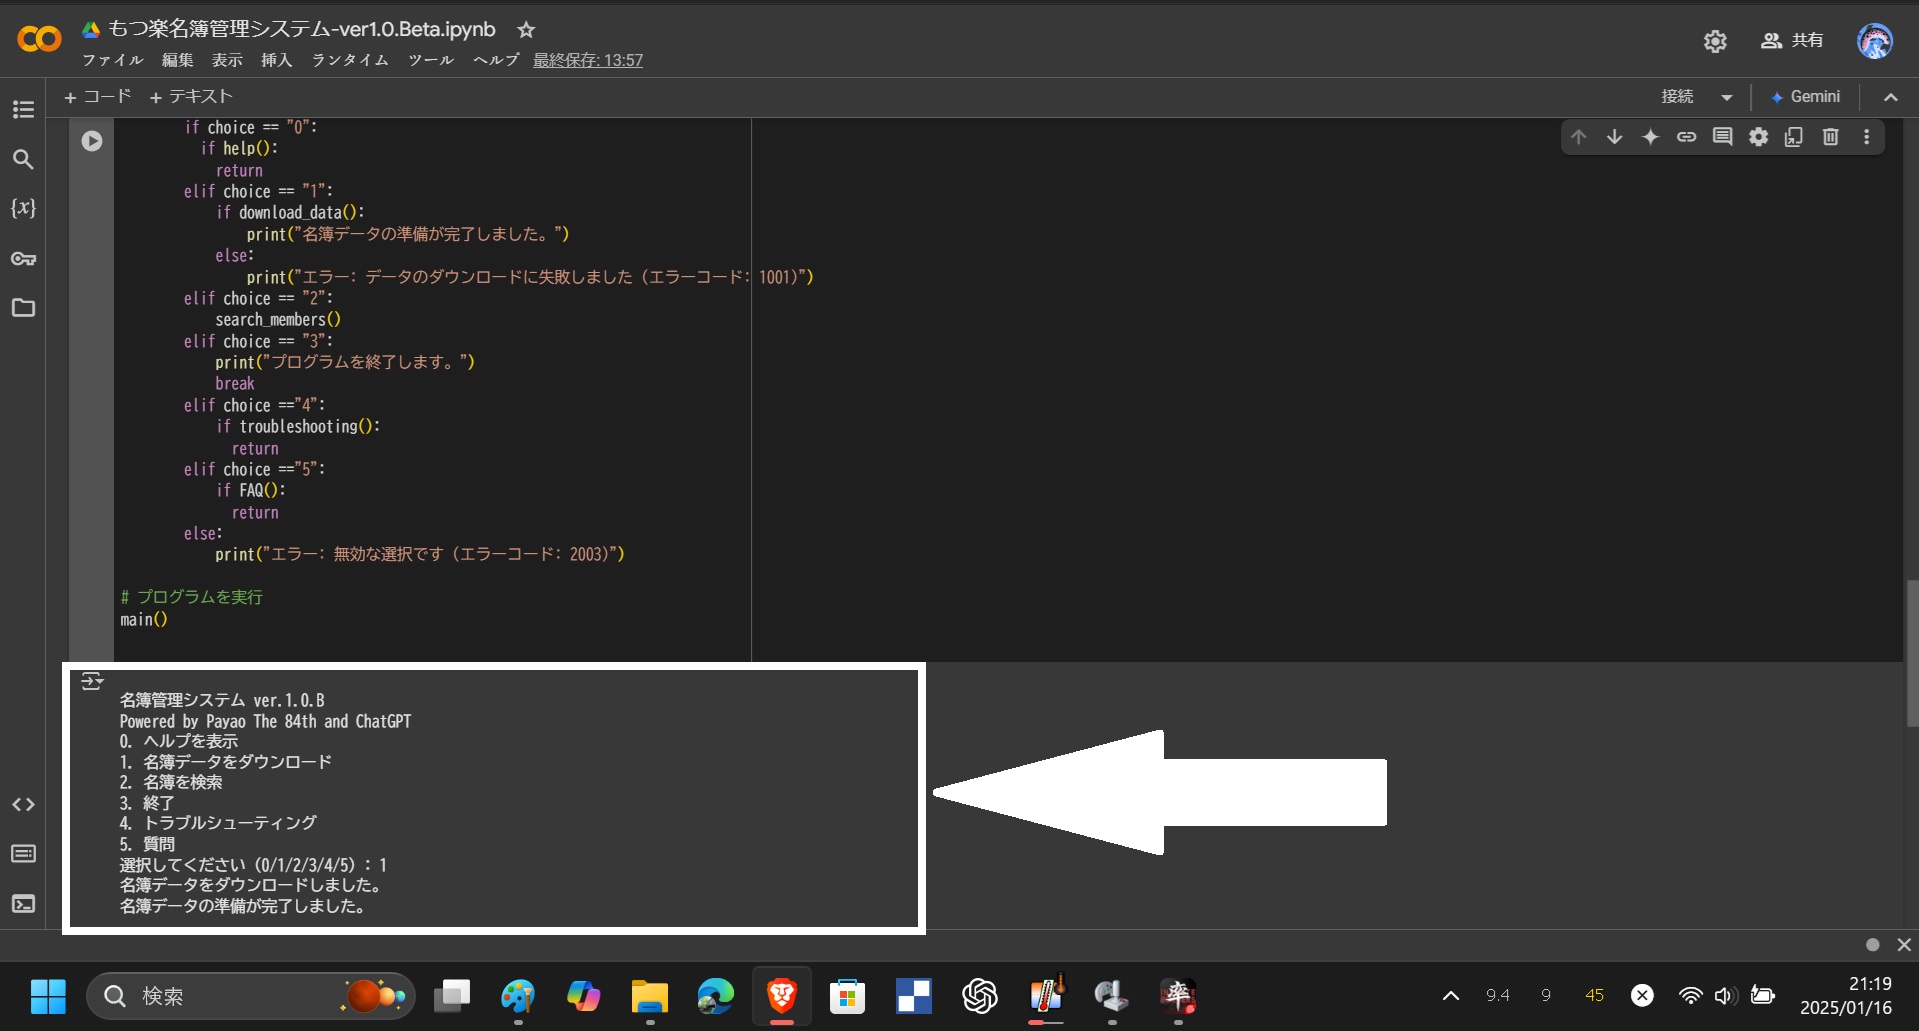 もつ楽名簿管理システム-ver1.0.Beta.ipynb
ファイル 編集 表示 挿入 ランタイム ツール ヘルプ 最終保存: 13:57
共有
+ コード + テキスト
接続
Gemini
if choice == "0":
if help():
return
elif choice == "1":
if download_data():
print("名簿データの準備が完了しました。")
else:
print("エラー: データのダウンロードに失敗しました（エラーコード: 1001)")
elif choice == "2":
search_members()
elif choice == "3":
print("プログラムを終了します。")
break
elif choice =="4":
if troubleshooting():
return
elif choice =="5":
if FAQ():
return
else:
print("エラー: 無効な選択です（エラーコード: 2003)")
# プログラムを実行
main()
名簿管理システム ver.1.0.B
Powered by Payao The 84th and ChatGPT
0. ヘルプを表示
1. 名簿データをダウンロード
2. 名簿を検索
3. 終了
4. トラブルシューティング
5. 質問
選択してください（0/1/2/3/4/5）: 1
名簿データをダウンロードしました。
名簿データの準備が完了しました。
検索
率
9.4 9 45
21:19
2025/01/16